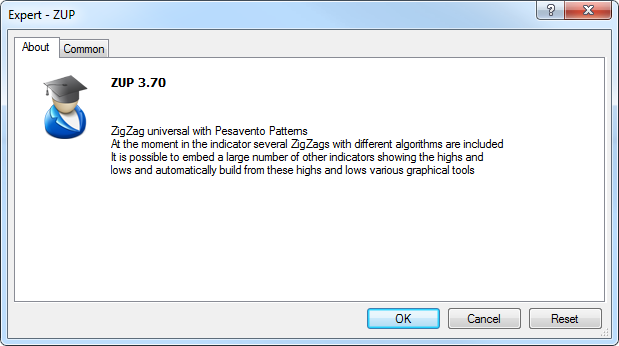 Expert - ZUP
?
About
Common
ZUP 3.70
ZigZag universal with Pesavento Patterns
At the moment in the indicator several ZigZags with different algorithms are included
It is possible to embed a large number of other indicators showing the highs and
lows and automatically build from these highs and lows various graphical tools
OK Cancel Reset